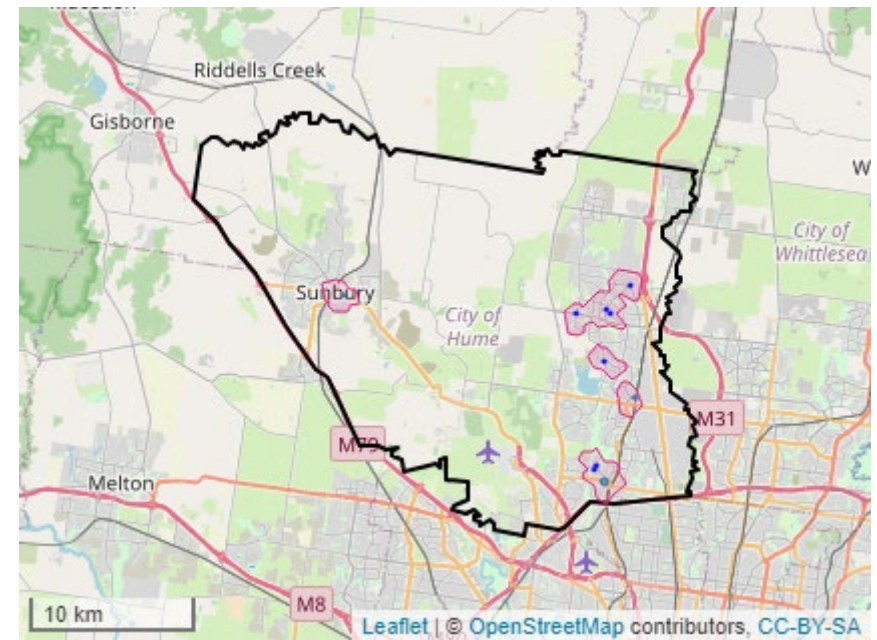 Riddells Creek
Gisborne
W
City of
Whittlesea
Sunbury
City of
Hume
M31
M79
Melton
M8
10 km
Leaflet | © OpenStreetMap contributors, CC-BY-SA